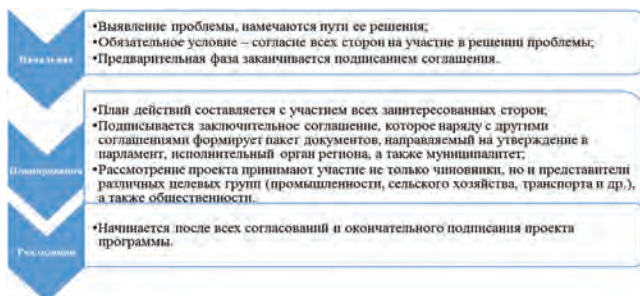 Начальная
•Выявление проблемы, намечаются пути ее решения;
•Обязательное условие – согласие всех сторон на участие в решении проблемы;
•Предварительная фаза заканчивается подписанием соглашения.
Планирования
•План действий составляется с участием всех заинтересованных сторон;
•Подписывается заключительное соглашение, которое наряду с другими
соглашениями формирует пакет документов, направляемый на утверждение в
парламент, исполнительный орган региона, а также муниципалитет;
•Рассмотрение проекта принимают участие не только чиновники, но и представители
различных целевых групп (промышленности, сельского хозяйства, транспорта и др.),
а также общественности.
Реализации
•Начинается после всех согласований и окончательного подписания проекта
программы.